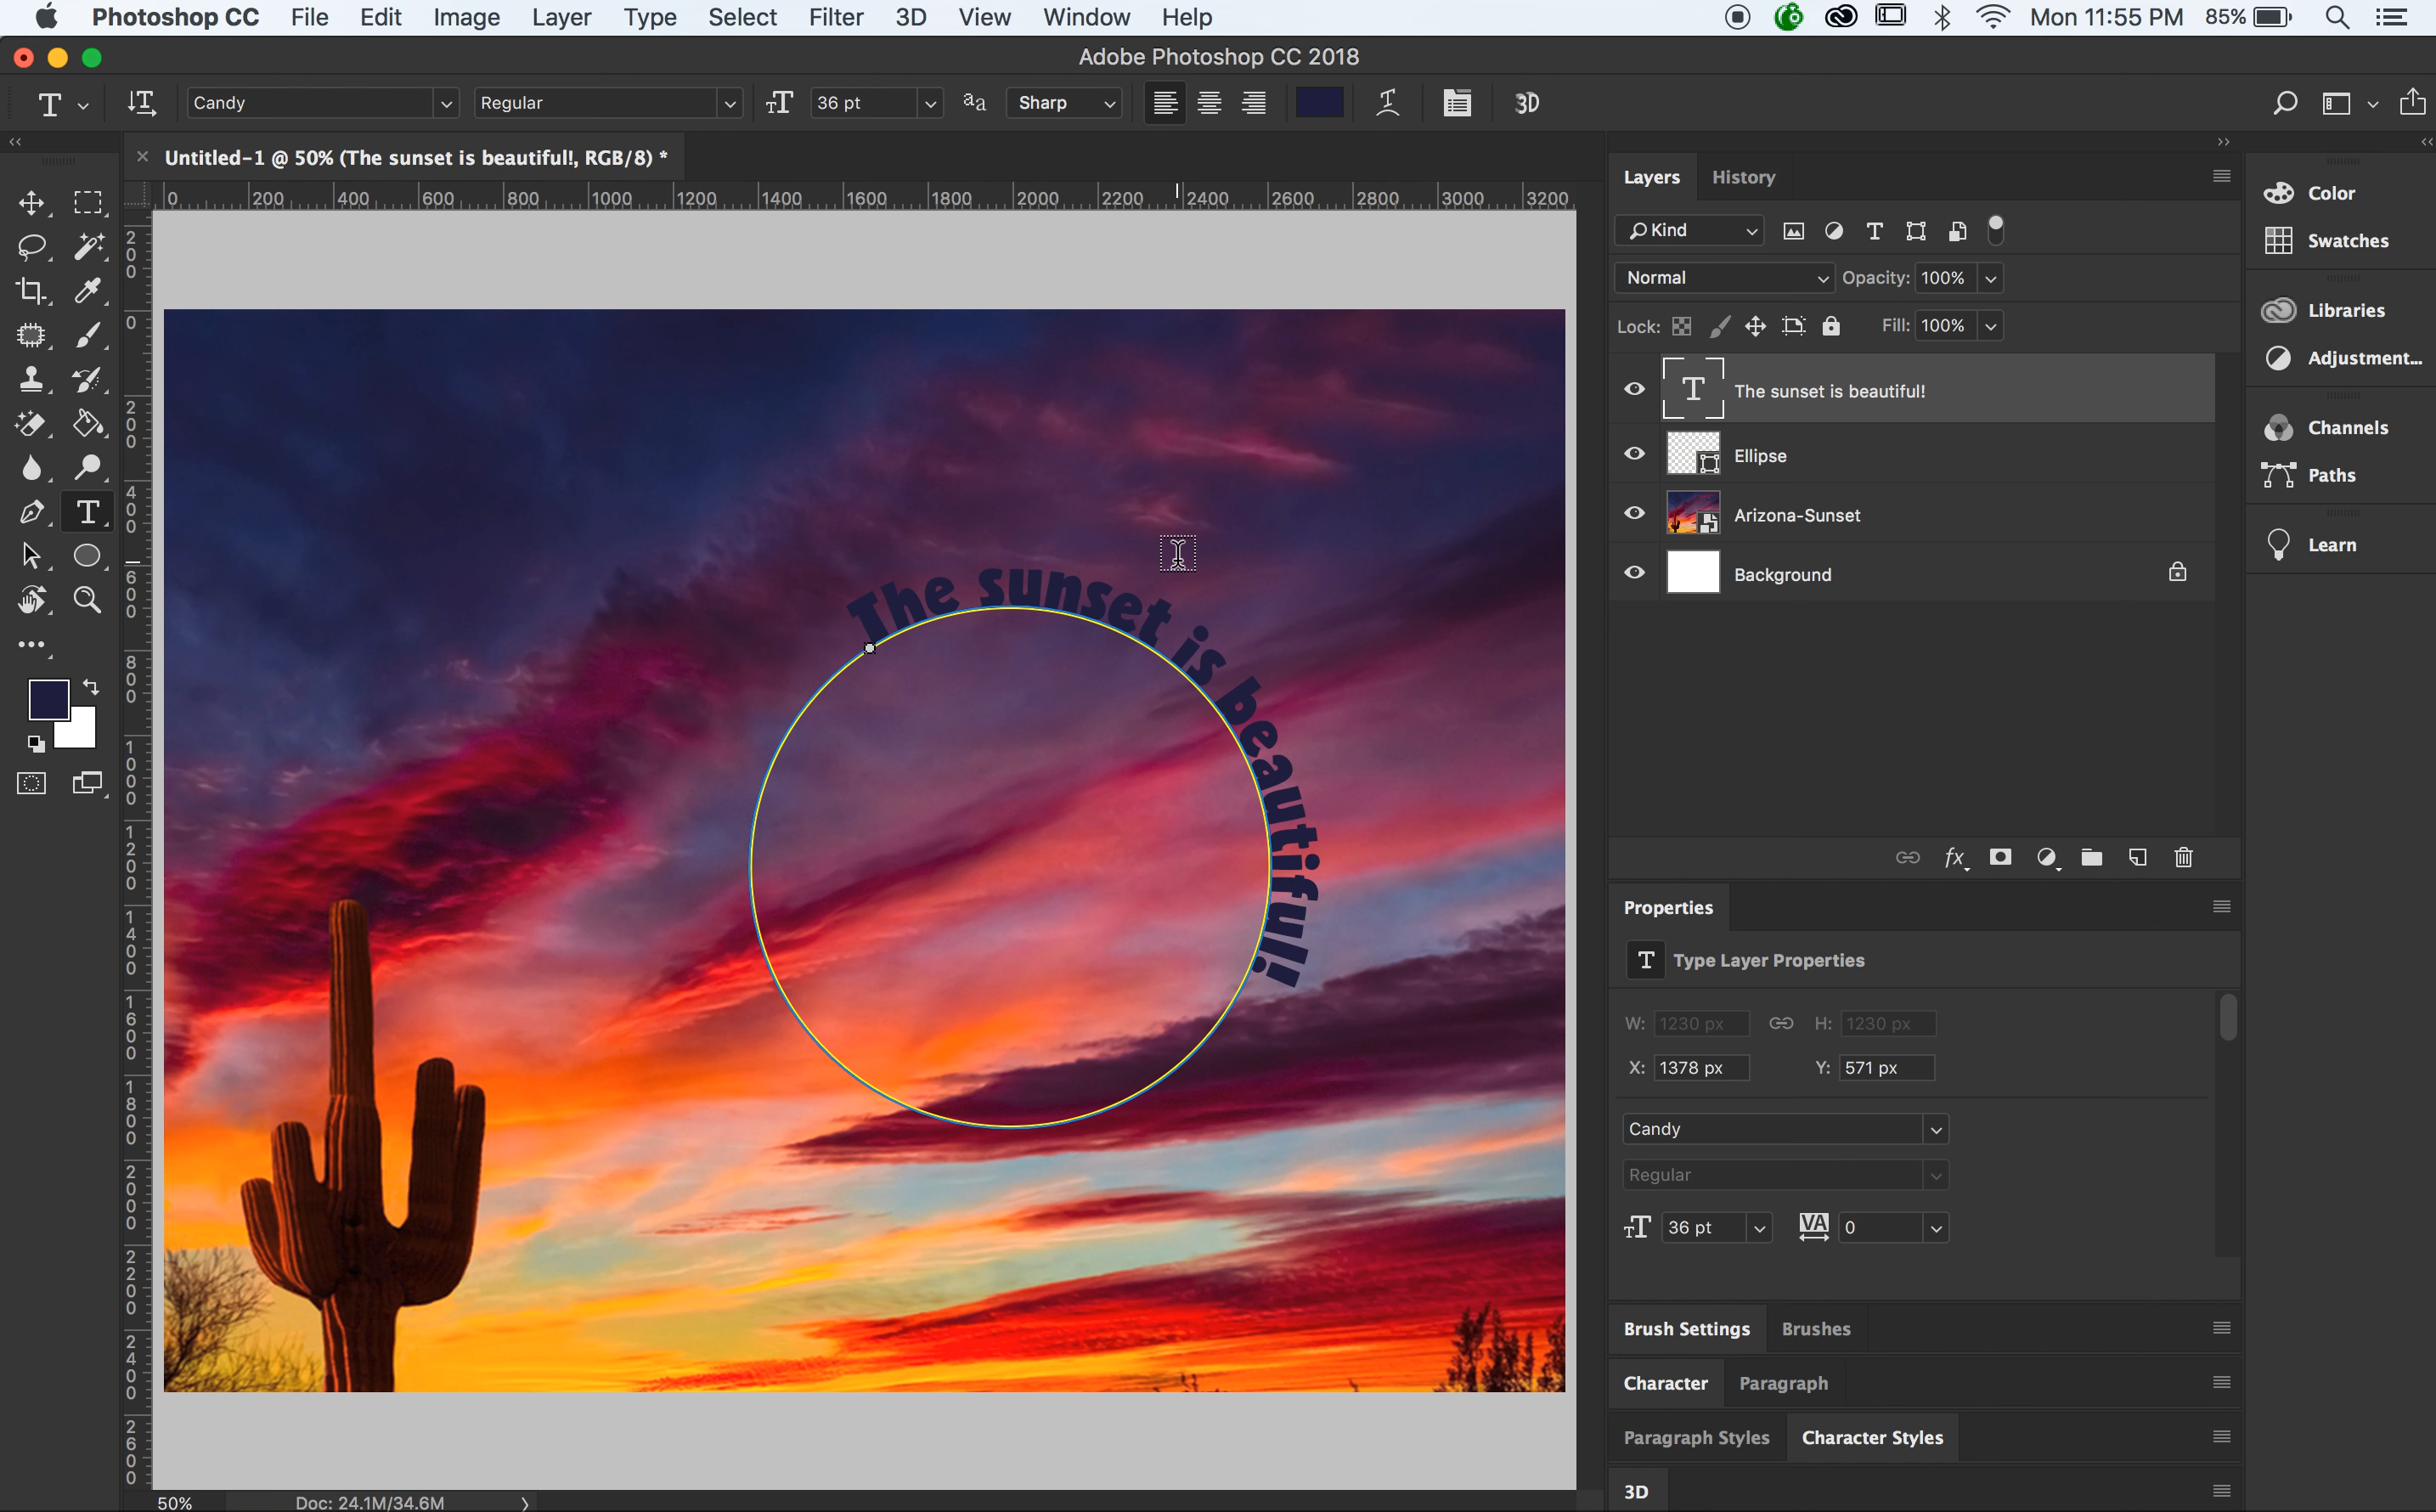 Photoshop CC File Edit Image Layer Type Select Filter 3D View Window Help Mon 11:55 PM 85%
Adobe Photoshop CC 2018
T Candy Regular 36 pt aa Sharp 3D
× Untitled-1 @ 50% (The sunset is beautiful!, RGB/8) *
0 200 400 600 800 1000 1200 1400 1600 1800 2000 2200 2400 2600 2800 3000 3200
200
0
200
400
600
800
1000
1200
1400
1600
1800
2000
2200
2400
2600
The sunset is beautiful!
50% Doc: 24.1M/34.6M
Layers History
Kind
Normal Opacity: 100%
Lock: Fill: 100%
The sunset is beautiful!
Ellipse
Arizona-Sunset
Background
fx
Properties
T Type Layer Properties
W: 1230 px H: 1230 px
X: 1378 px Y: 571 px
Candy
Regular
36 pt VA 0
Brush Settings Brushes
Character Paragraph
Paragraph Styles Character Styles
3D
Color
Swatches
Libraries
Adjustment...
Channels
Paths
Learn